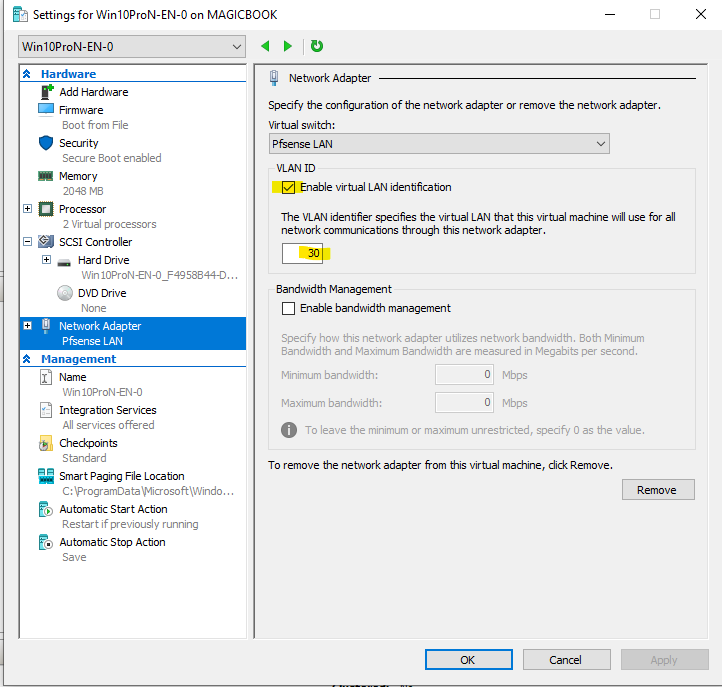 Settings for Win10ProN-EN-0 on MAGICBOOK
Win10ProN-EN-0
Hardware
Add Hardware
Firmware
Boot from File
Security
Secure Boot enabled
Memory
2048 MB
Processor
2 Virtual processors
SCSI Controller
Hard Drive
Win10ProN-EN-0_F4958B44-D...
DVD Drive
None
Network Adapter
Pfsense LAN
Management
Name
Win10ProN-EN-0
Integration Services
All services offered
Checkpoints
Standard
Smart Paging File Location
C:\ProgramData\Microsoft\Windo...
Automatic Start Action
Restart if previously running
Automatic Stop Action
Save
Network Adapter
Specify the configuration of the network adapter or remove the network adapter.
Virtual switch:
Pfsense LAN
VLAN ID
Enable virtual LAN identification
The VLAN identifier specifies the virtual LAN that this virtual machine will use for all
network communications through this network adapter.
30
Bandwidth Management
Enable bandwidth management
Specify how this network adapter utilizes network bandwidth. Both Minimum
Bandwidth and Maximum Bandwidth are measured in Megabits per second.
Minimum bandwidth: 0 Mbps
Maximum bandwidth: 0 Mbps
To leave the minimum or maximum unrestricted, specify 0 as the value.
To remove the network adapter from this virtual machine, click Remove.
Remove
OK Cancel Apply